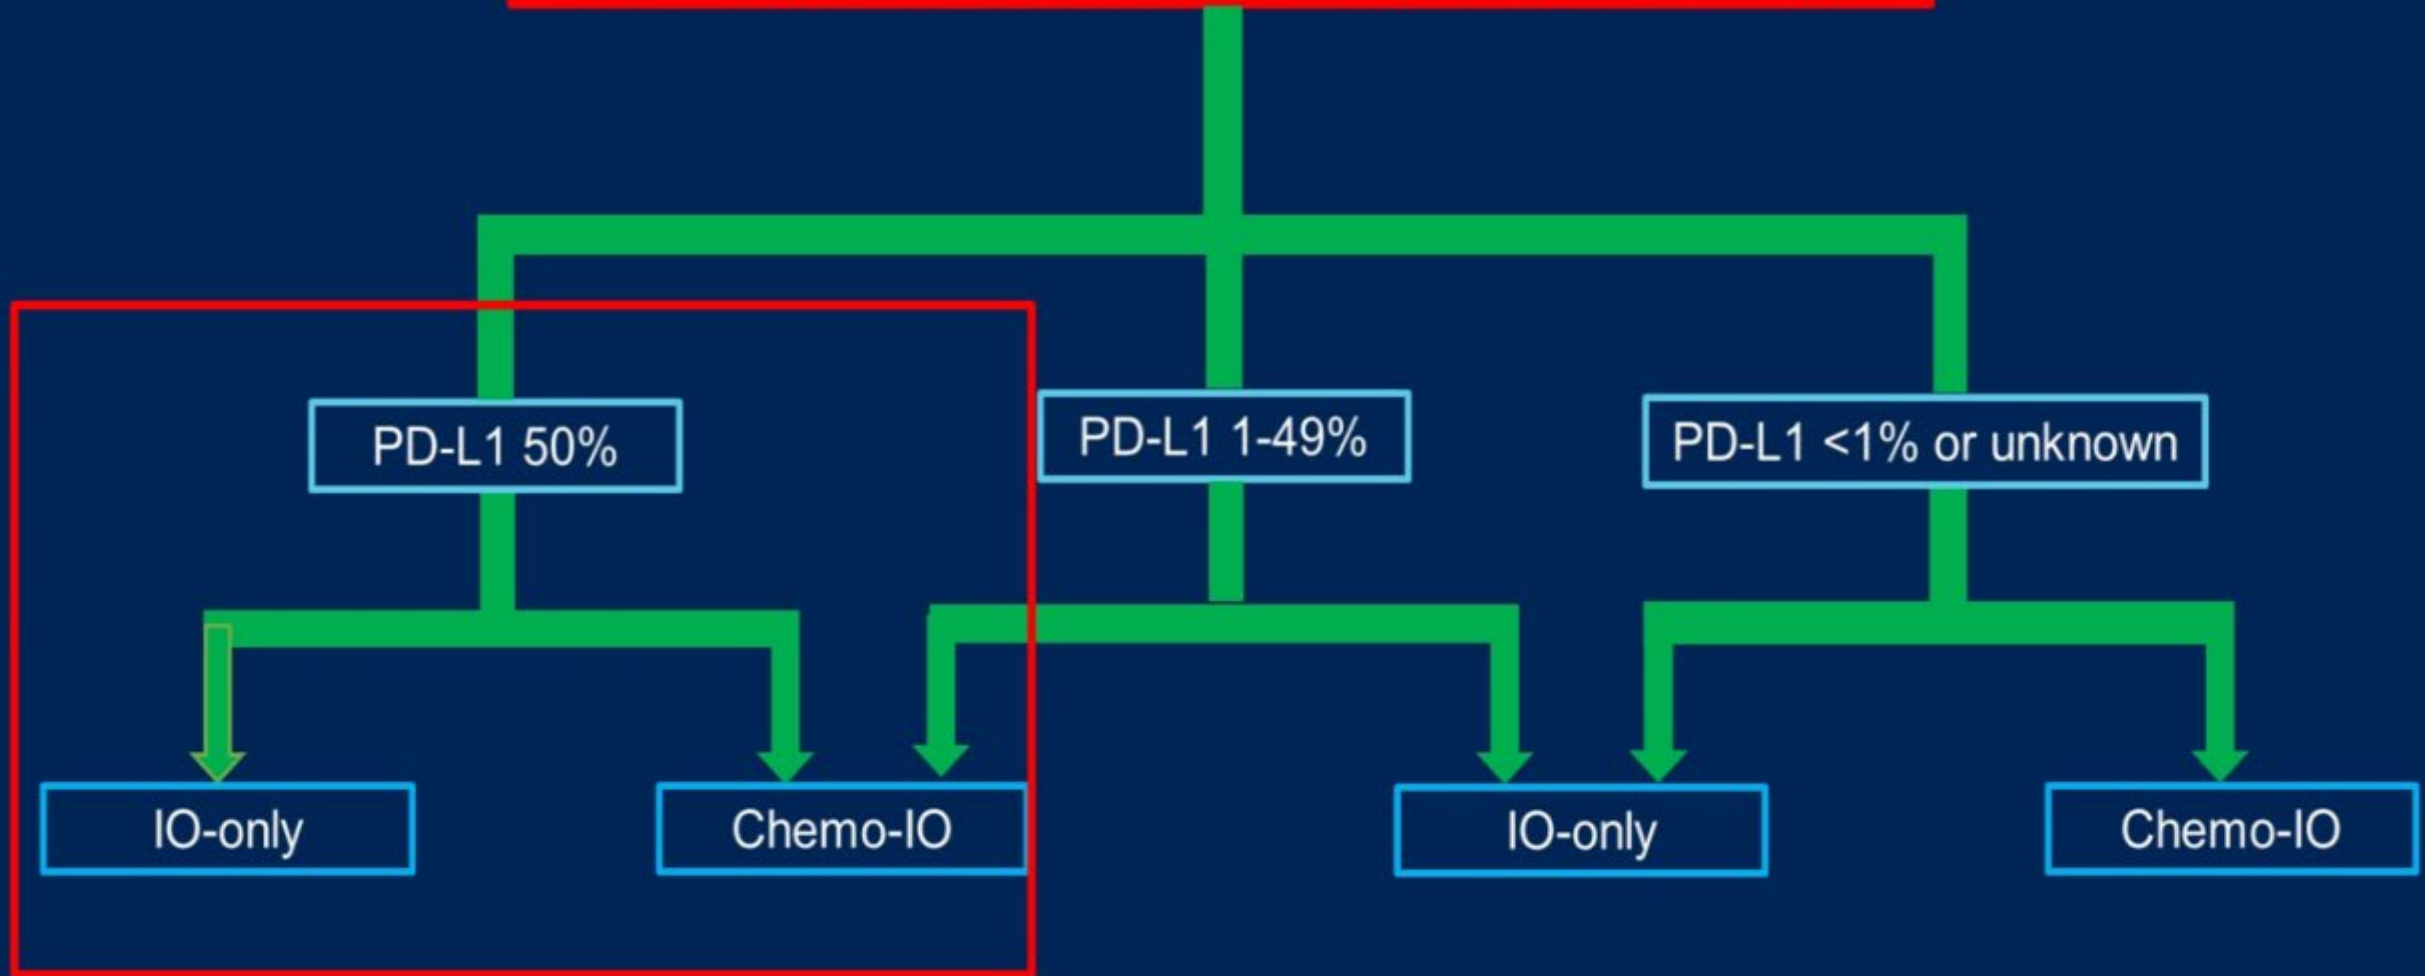 PD-L1 50%
PD-L1 1-49%
PD-L1 <1% or unknown
IO-only
Chemo-IO
IO-only
Chemo-IO